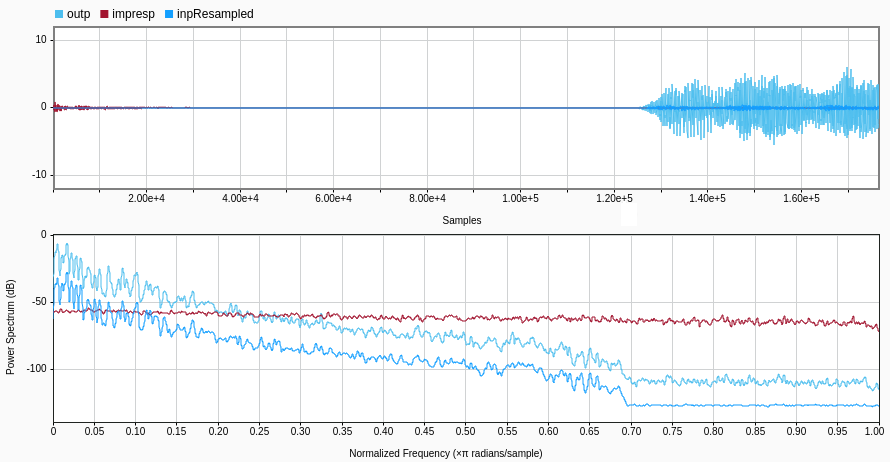 outp impresp inpResampled
10
0
-10
2.00e+4 4.00e+4 6.00e+4 8.00e+4 1.00e+5 1.20e+5 1.40e+5 1.60e+5
Samples
0
-50
-100
Power Spectrum (dB)
0 0.05 0.10 0.15 0.20 0.25 0.30 0.35 0.40 0.45 0.50 0.55 0.60 0.65 0.70 0.75 0.80 0.85 0.90 0.95 1.00
Normalized Frequency (×π radians/sample)